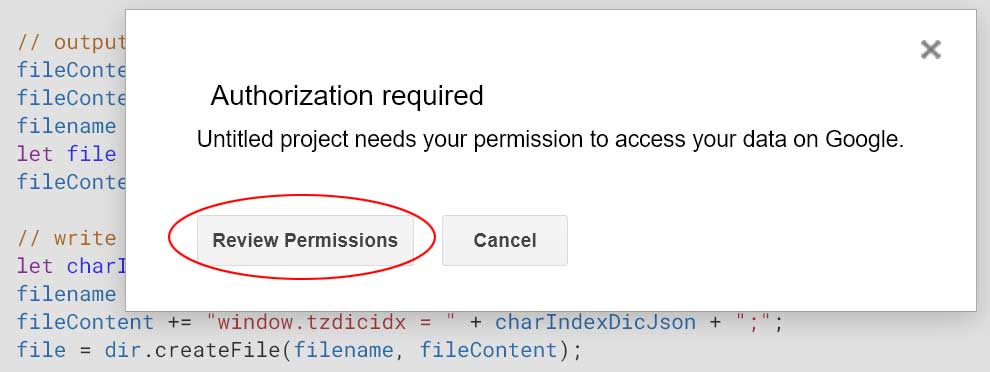 // output
fileConte
fileConte
filename
let file
fileConte
// write
let charI
filename
fileContent += "window.tzdicidx = " + charIndexDicJson + ";";
file = dir.createFile(filename, fileContent);
Authorization required
Untitled project needs your permission to access your data on Google.
Review Permissions
Cancel